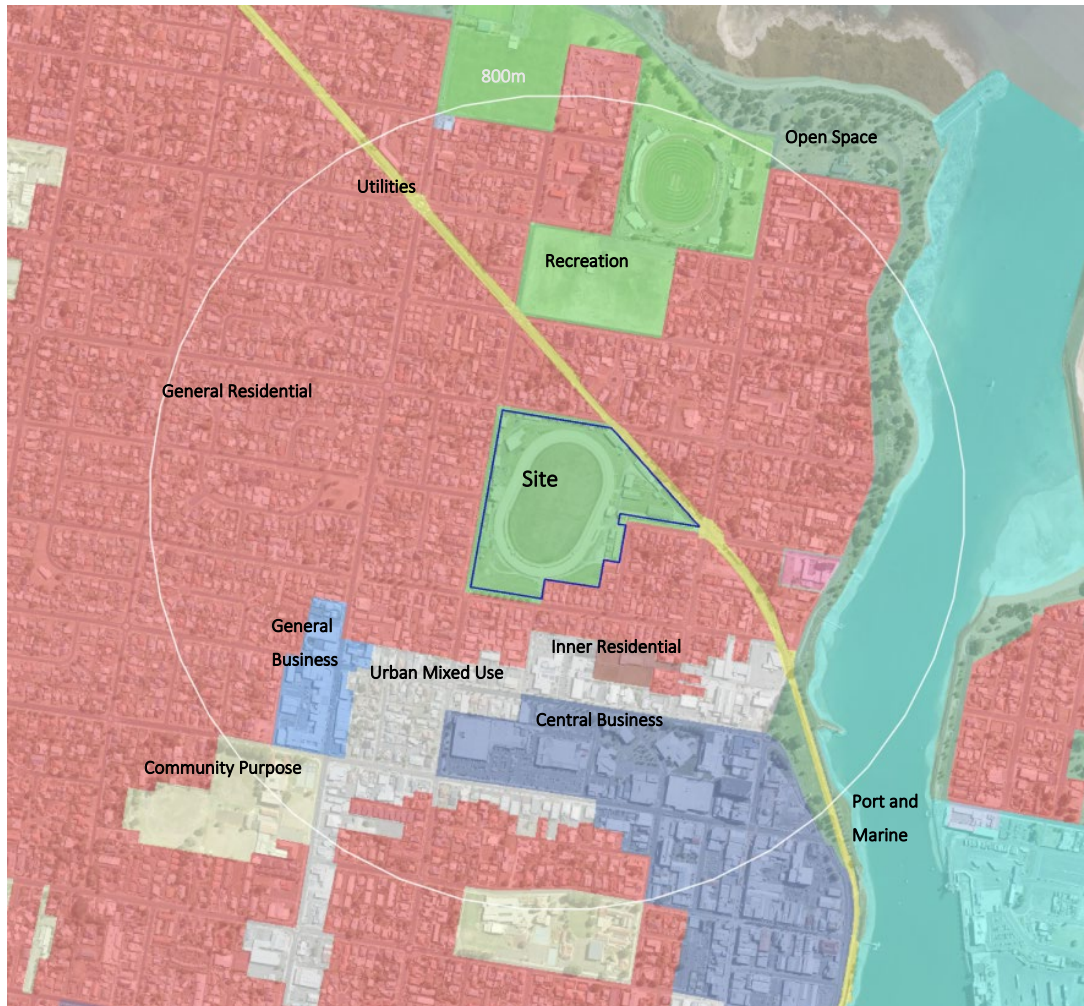 800m
Open Space
Utilities
Recreation
General Residential
Site
General
Business
Inner Residential
Urban Mixed Use
Central Business
Community Purpose
Port and
Marine